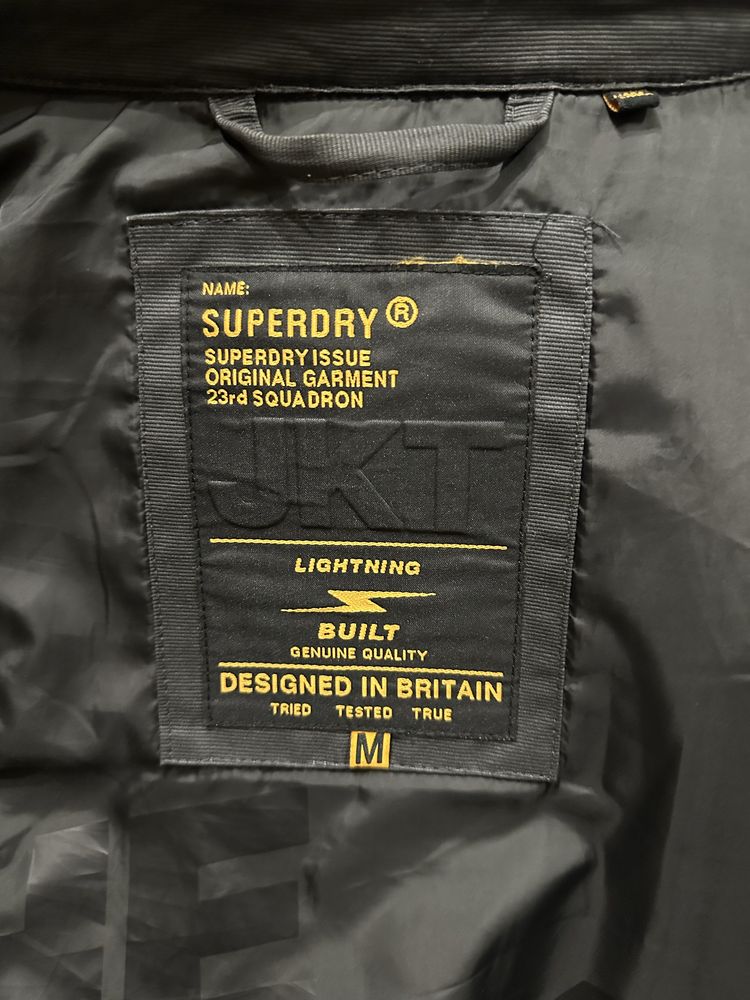 NAME:
SUPERDRY®
SUPERDRY ISSUE
ORIGINAL GARMENT
23rd SQUADRON
JKT
LIGHTNING
BUILT
GENUINE QUALITY
DESIGNED IN BRITAIN
TRIED TESTED TRUE
M